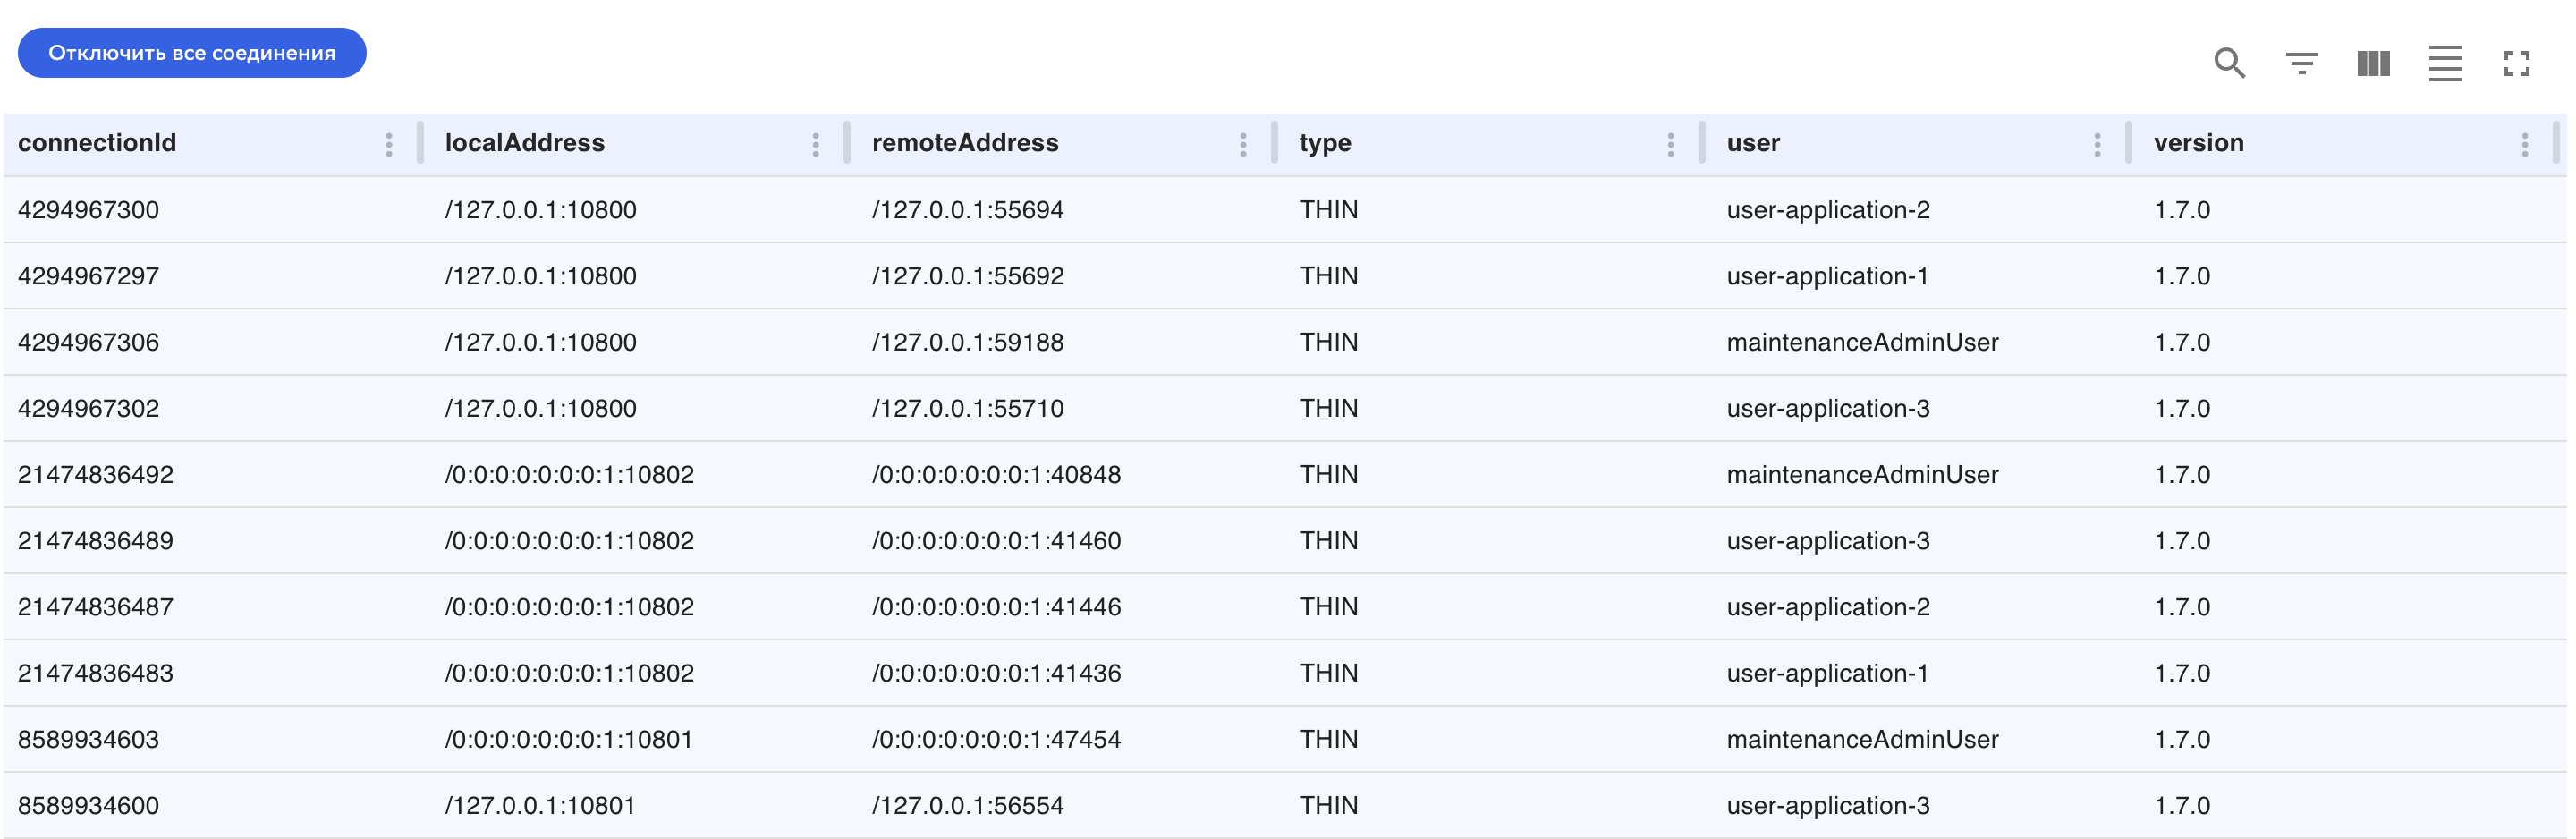 Отключить все соединения
connectionId localAddress remoteAddress type user version
4294967300 /127.0.0.1:10800 /127.0.0.1:55694 THIN user-application-2 1.7.0
4294967297 /127.0.0.1:10800 /127.0.0.1:55692 THIN user-application-1 1.7.0
4294967306 /127.0.0.1:10800 /127.0.0.1:59188 THIN maintenanceAdminUser 1.7.0
4294967302 /127.0.0.1:10800 /127.0.0.1:55710 THIN user-application-3 1.7.0
21474836492 /0:0:0:0:0:0:0:1:10802 /0:0:0:0:0:0:0:1:40848 THIN maintenanceAdminUser 1.7.0
21474836489 /0:0:0:0:0:0:0:1:10802 /0:0:0:0:0:0:0:1:41460 THIN user-application-3 1.7.0
21474836487 /0:0:0:0:0:0:0:1:10802 /0:0:0:0:0:0:0:1:41446 THIN user-application-2 1.7.0
21474836483 /0:0:0:0:0:0:0:1:10802 /0:0:0:0:0:0:0:1:41436 THIN user-application-1 1.7.0
8589934603 /0:0:0:0:0:0:0:1:10801 /0:0:0:0:0:0:0:1:47454 THIN maintenanceAdminUser 1.7.0
8589934600 /127.0.0.1:10801 /127.0.0.1:56554 THIN user-application-3 1.7.0